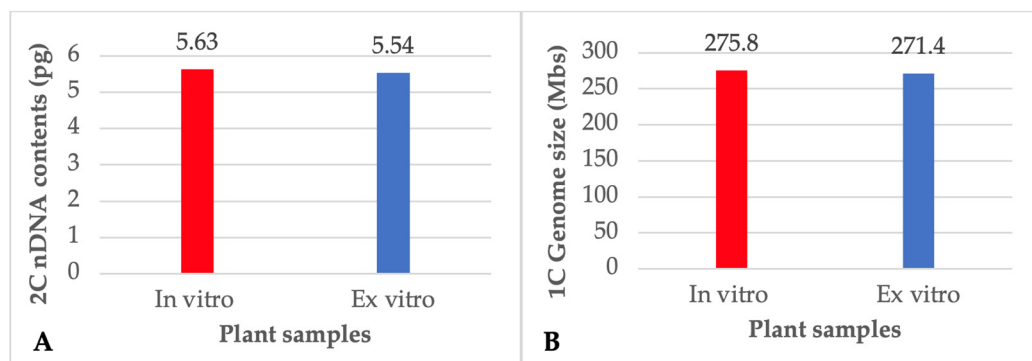 2C nDNA contents (pg)
6
5
4
3
2
1
0
5.63
5.54
In vitro
Ex vitro
Plant samples
A
1C Genome size (Mbs)
300
250
200
150
100
50
0
275.8
271.4
In vitro
Ex vitro
Plant samples
B